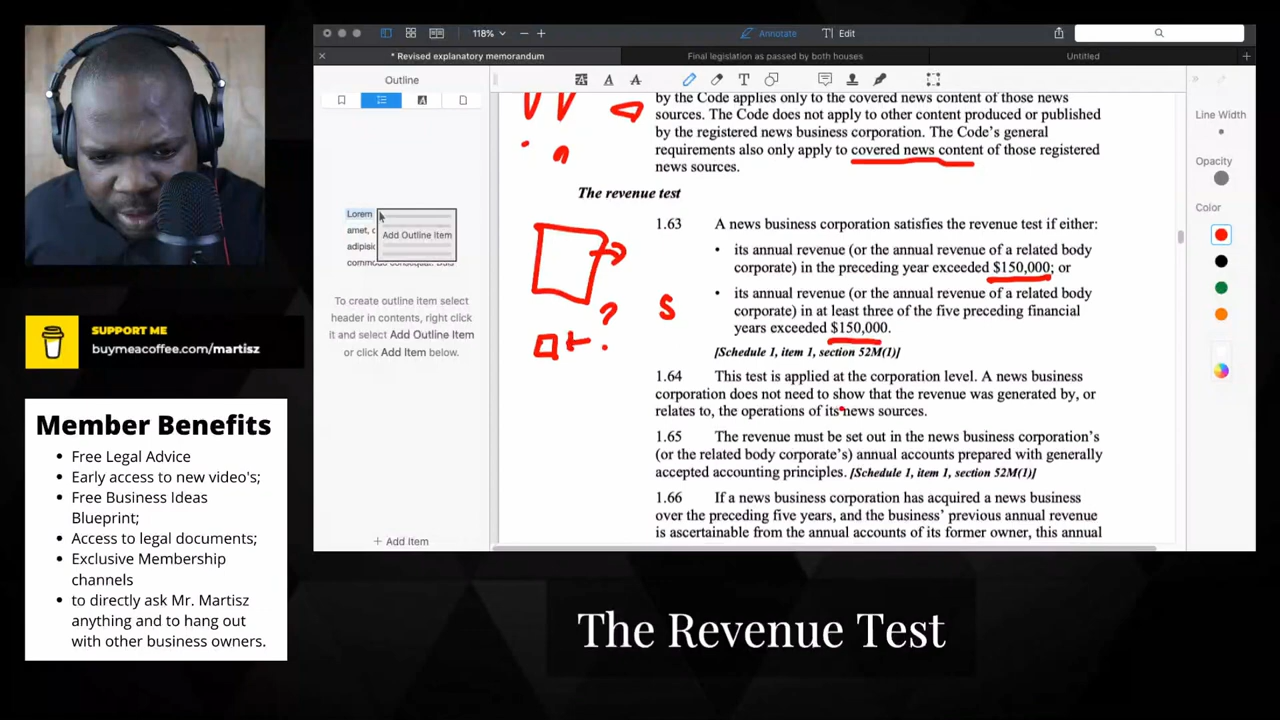 118%
Annotate
Edit
* Revised explanatory memorandum
Final legislation as passed by both houses
Untitled
Outline
Lorem
amet, c
adipisi
Add Outline Item
To create outline item select
header in contents, right click
it and select Add Outline Item
or click Add Item below.
+ Add Item
by the Code applies only to the covered news content of those news
sources. The Code does not apply to other content produced or published
by the registered news business corporation. The Code's general
requirements also only apply to covered news content of those registered
news sources.
The revenue test
1.63 A news business corporation satisfies the revenue test if either:
• its annual revenue (or the annual revenue of a related body
corporate) in the preceding year exceeded $150,000; or
• its annual revenue (or the annual revenue of a related body
corporate) in at least three of the five preceding financial
years exceeded $150,000.
[Schedule 1, item 1, section 52M(1)]
1.64 This test is applied at the corporation level. A news business
corporation does not need to show that the revenue was generated by, or
relates to, the operations of its news sources.
1.65 The revenue must be set out in the news business corporation's
(or the related body corporate's) annual accounts prepared with generally
accepted accounting principles. [Schedule 1, item 1, section 52M(1)]
1.66 If a news business corporation has acquired a news business
over the preceding five years, and the business' previous annual revenue
is ascertainable from the annual accounts of its former owner, this annual
Line Width
Opacity
Color
SUPPORT ME
buymeacoffee.com/martisz
Member Benefits
• Free Legal Advice
• Early access to new video's;
• Free Business Ideas
Blueprint;
• Access to legal documents;
• Exclusive Membership
channels
• to directly ask Mr. Martisz
anything and to hang out
with other business owners.
The Revenue Test